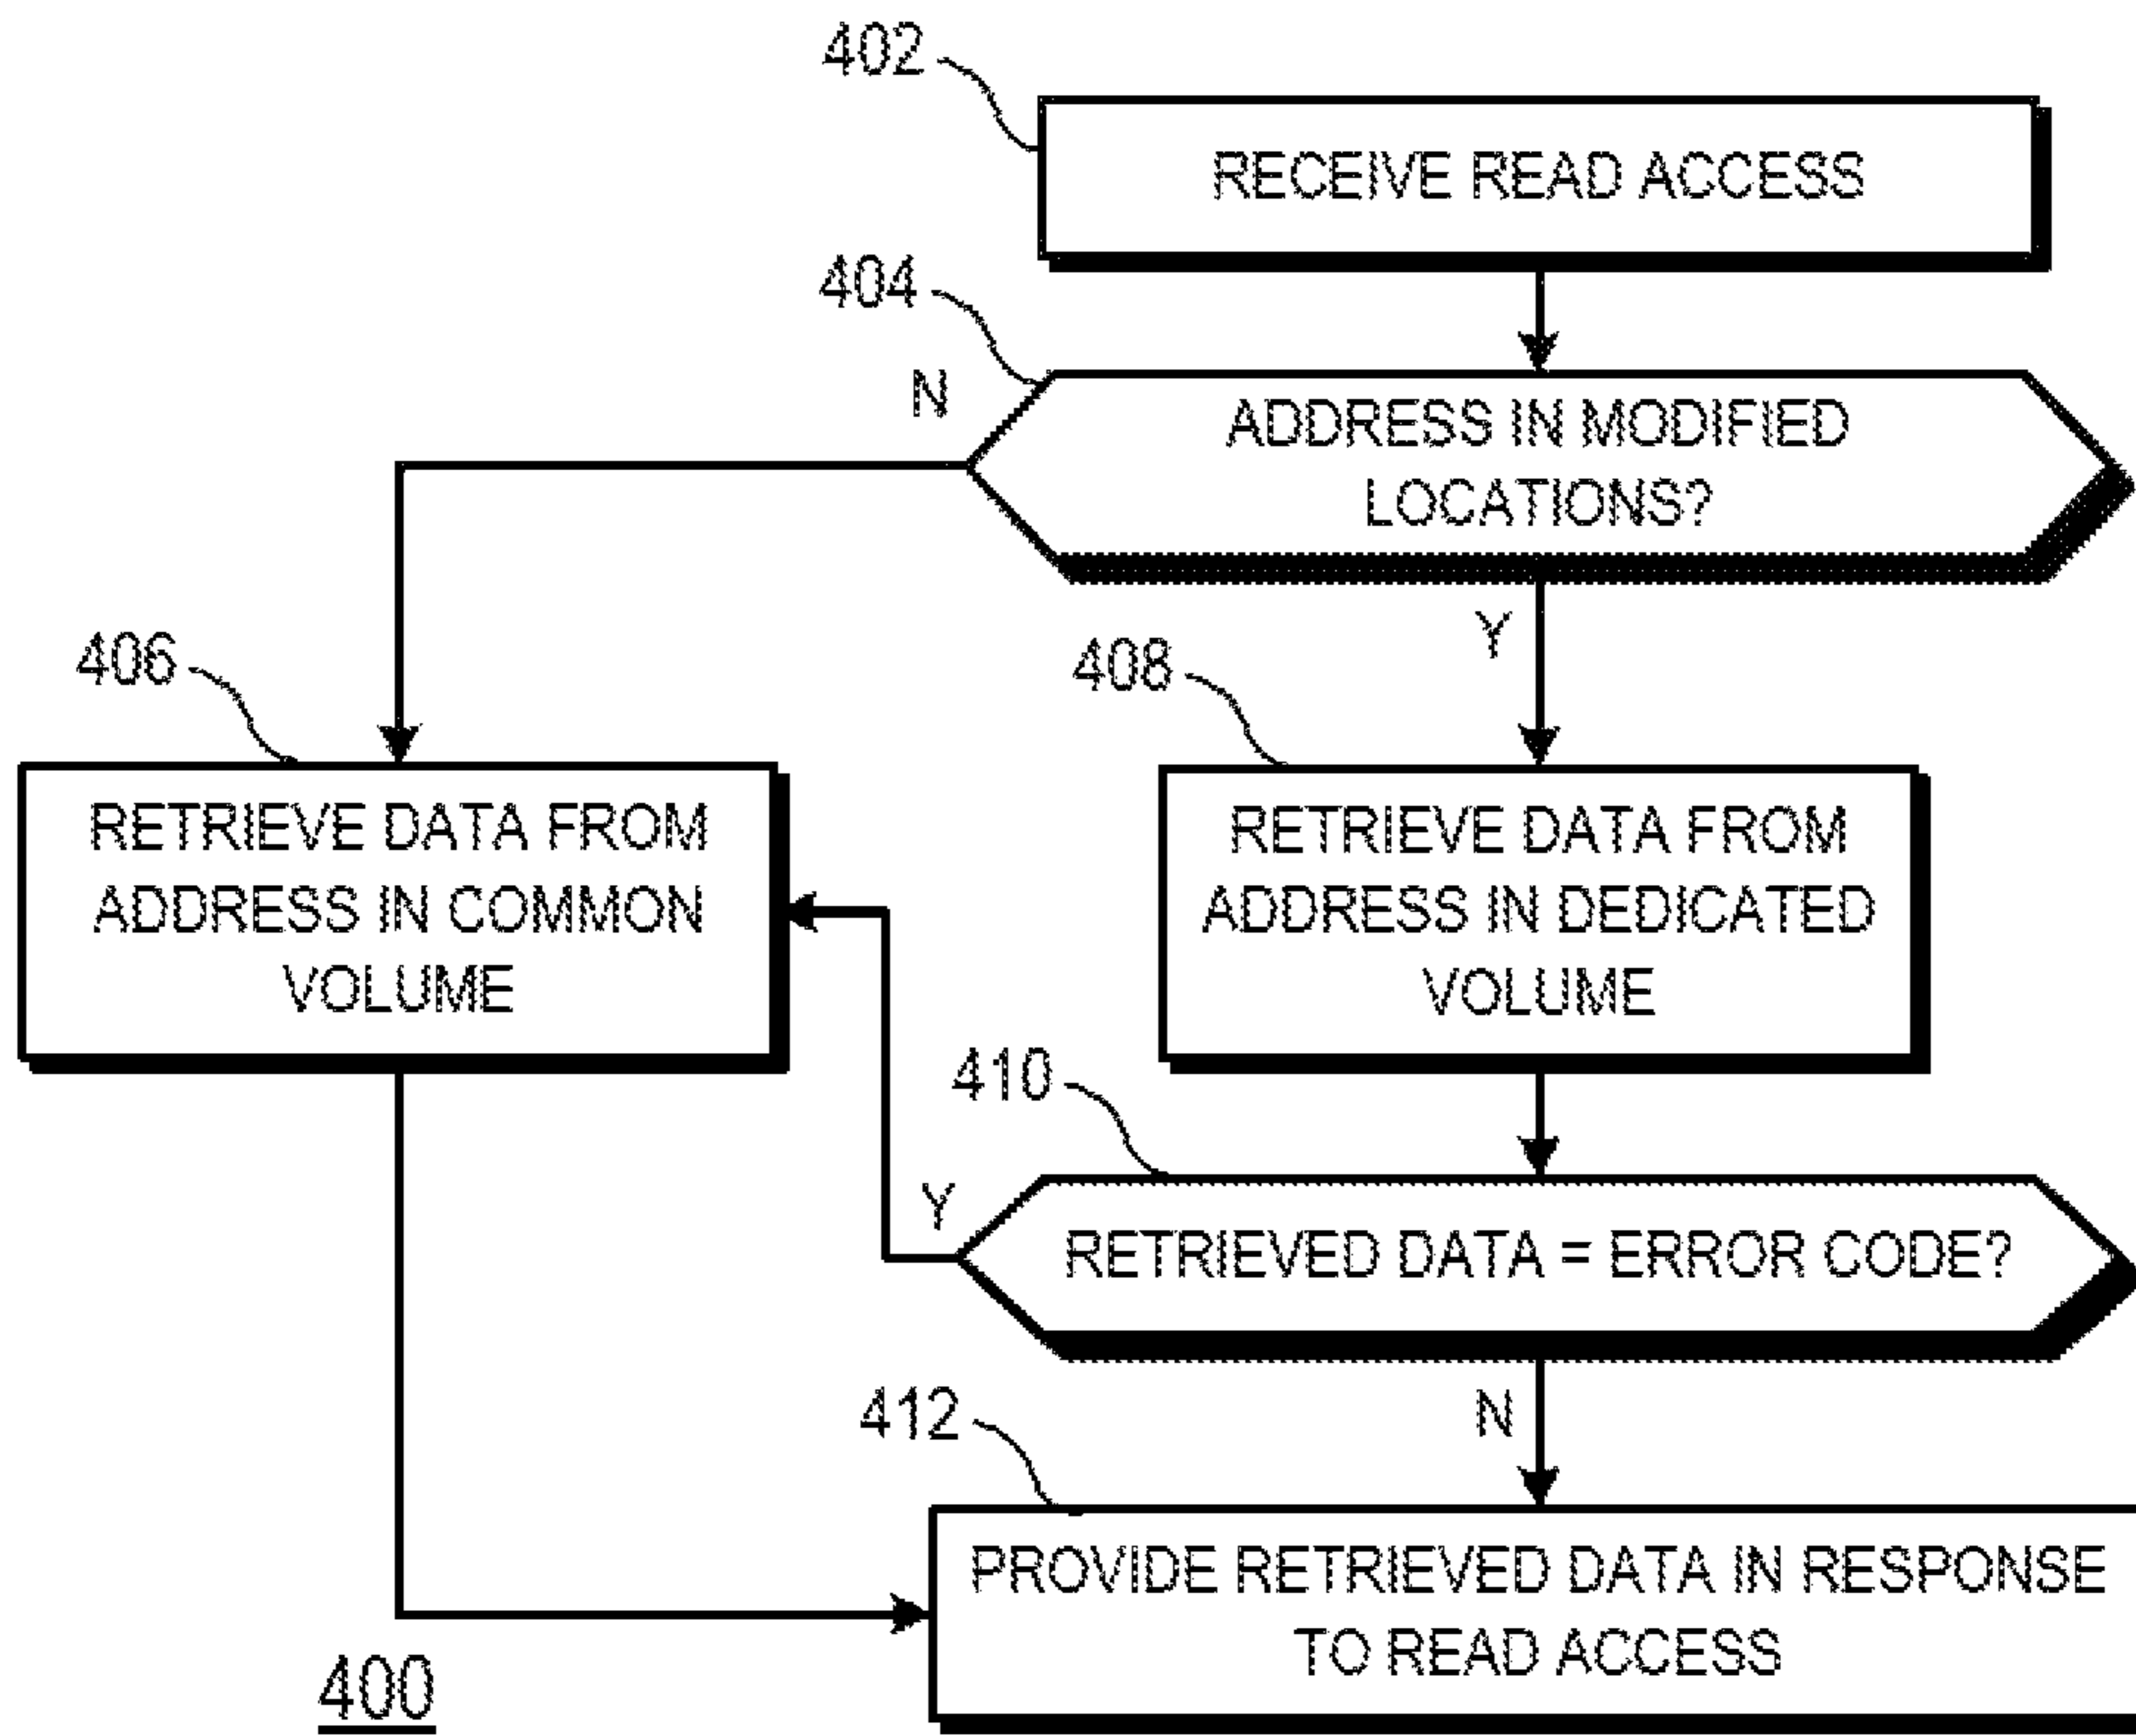 402
RECEIVE READ ACCESS
404
N
ADDRESS IN MODIFIED
LOCATIONS?
Y
406
408
RETRIEVE DATA FROM
ADDRESS IN COMMON
VOLUME
RETRIEVE DATA FROM
ADDRESS IN DEDICATED
VOLUME
410
Y
RETRIEVED DATA = ERROR CODE?
N
412
PROVIDE RETRIEVED DATA IN RESPONSE
TO READ ACCESS
400